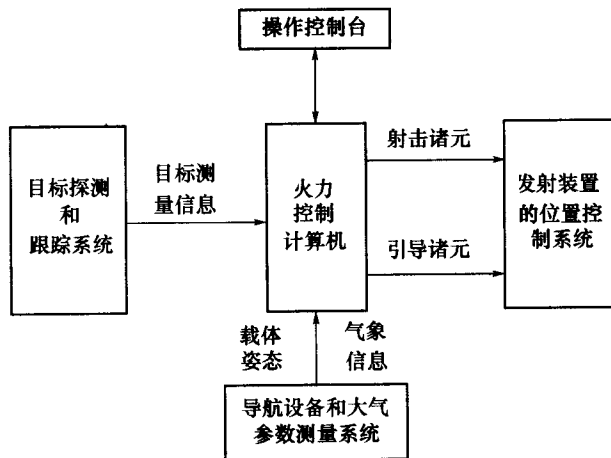 操作控制台
目标探测
和
跟踪系统
目标测
量信息
火力
控制
计算机
射击诸元
引导诸元
发射装置
的位置控
制系统
载体
姿态
气象
信息
导航设备和大气
参数测量系统